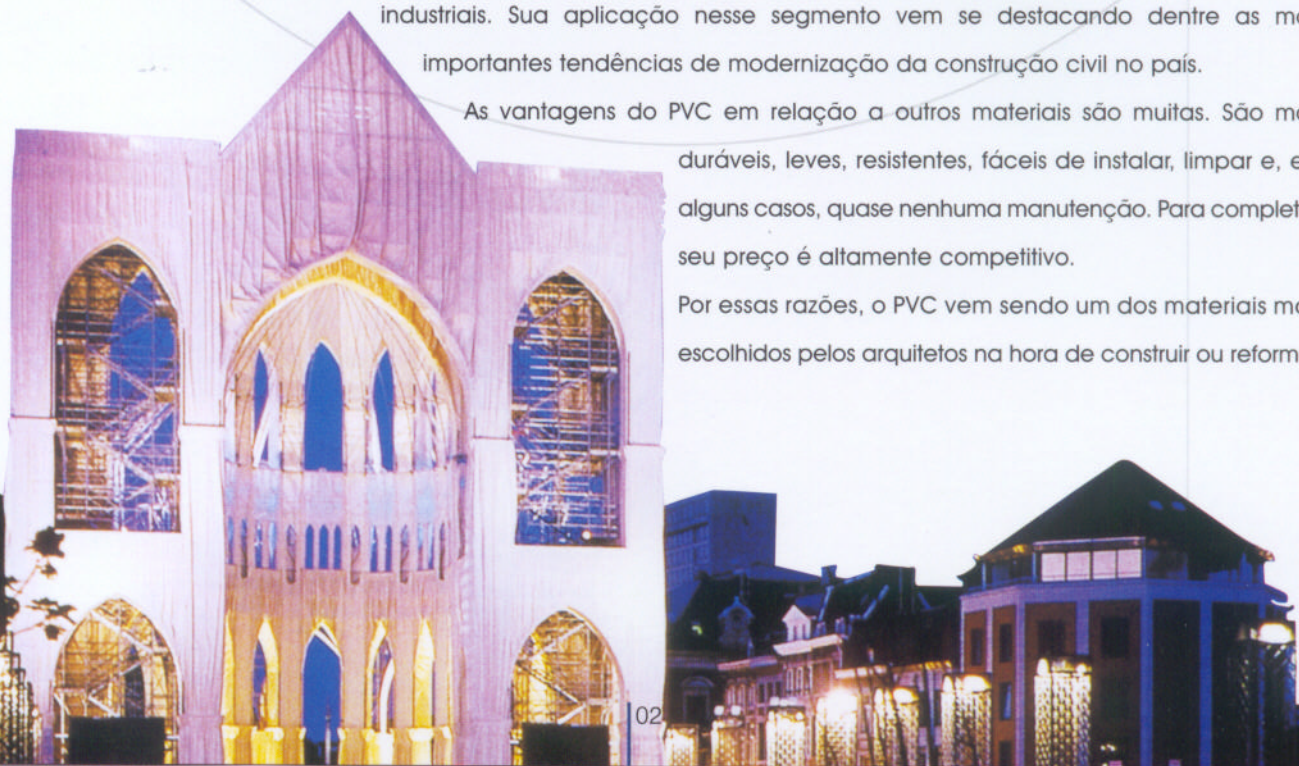 industriais. Sua aplicação nesse segmento vem se destacando dentre as
importantes tendências de modernização da construção civil no país.
As vantagens do PVC em relação a outros materiais são muitas. São
duráveis, leves, resistentes, fáceis de instalar, limpar e,
alguns casos, quase nenhuma manutenção. Para
seu preço é altamente competitivo.
Por essas razões, o PVC vem sendo um dos materiais
escolhidos pelos arquitetos na hora de construir ou
02